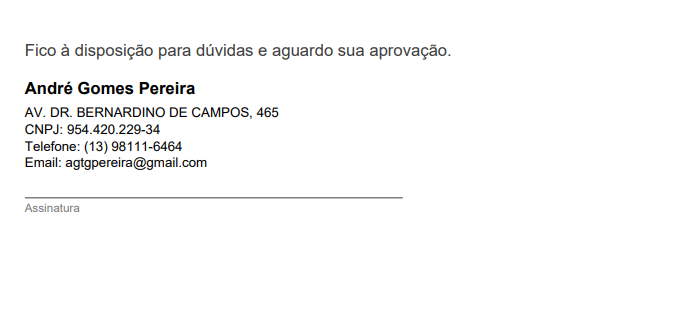 Fico à disposição para dúvidas e aguardo sua aprovação.
André Gomes Pereira
AV. DR. BERNARDINO DE CAMPOS, 465
CNPJ: 954.420.229-34
Telefone: (13) 98111-6464
Email: agtgpereira@gmail.com
Assinatura